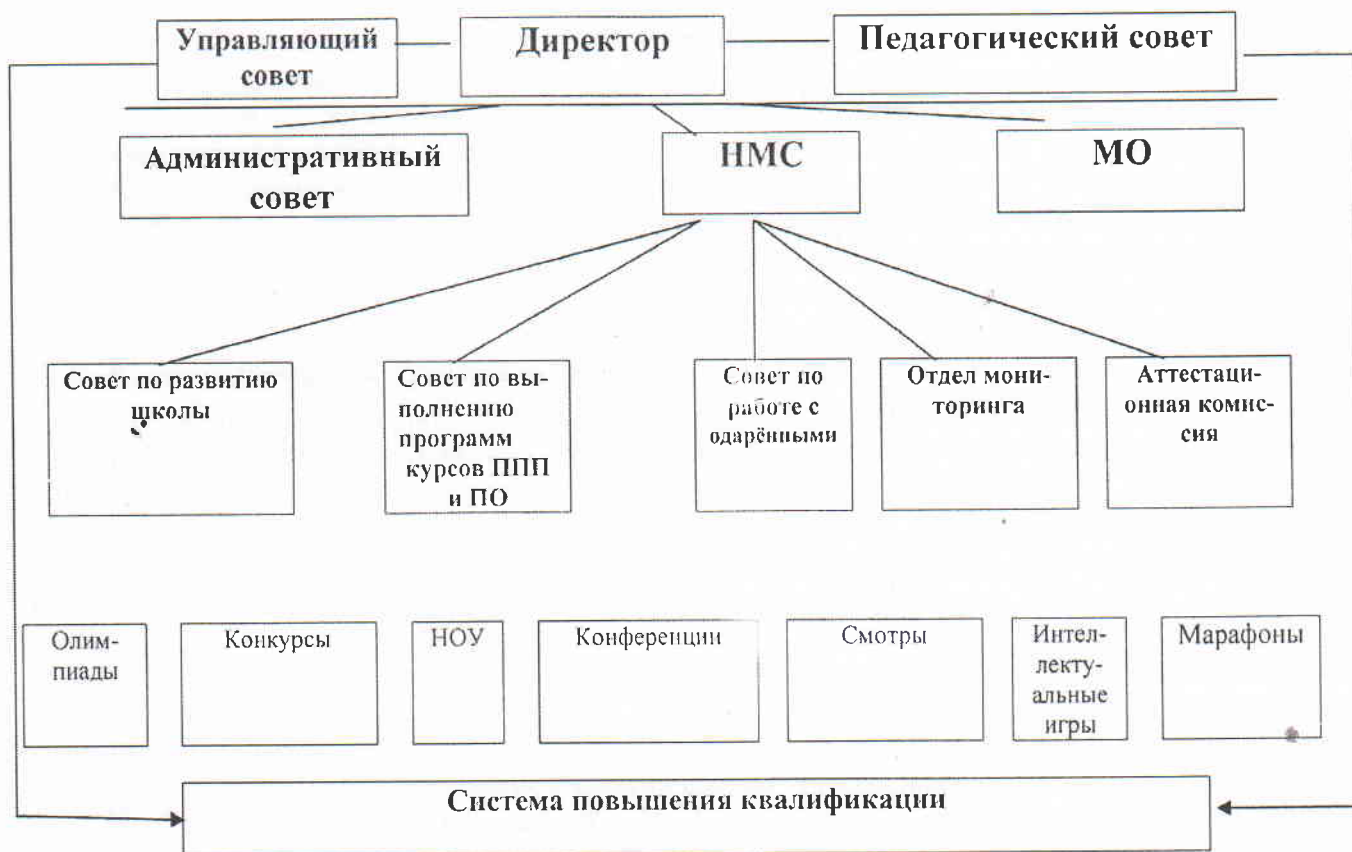 Управляющий
совет
Директор
Педагогический совет
Административный
совет
НМС
МО
Совет по развитию
школы
Совет по вы-
полнению
программ
курсов ППП
и ПО
Совет по
работе с
одарёнными
Отдел мони-
торинга
Аттестаци-
онная комис-
сия
Олим-
пиады
Конкурсы
НОУ
Конференции
Смотры
Интел-
лекту-
альные
игры
Марафоны
Система повышения квалификации